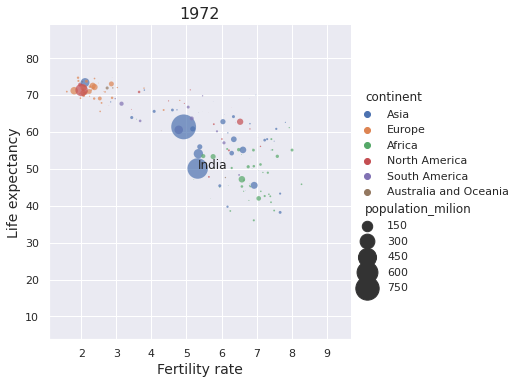 1972
Life expectancy
80
70
60
50
40
30
20
10
India
2 3 4 5 6 7 8 9
Fertility rate
continent
Asia
Europe
Africa
North America
South America
Australia and Oceania
population_milion
150
300
450
600
750